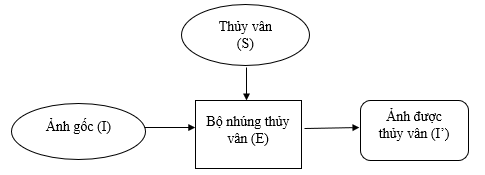 Thủy vân
(S)
Ảnh gốc (I)
Bộ nhúng thủy
vân (E)
Ảnh được
thủy vân (I’)